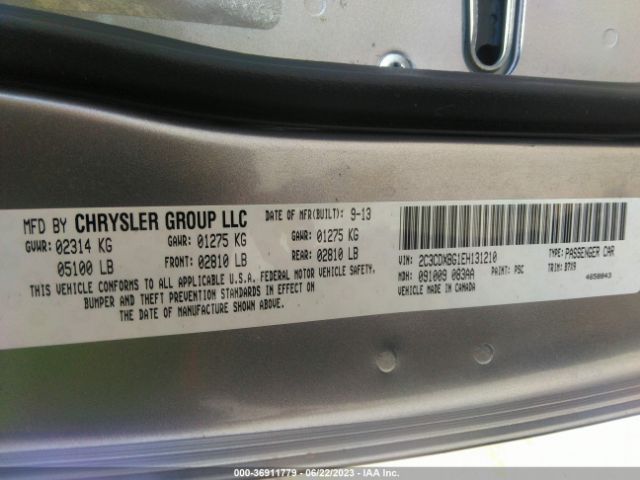 MFD BY CHRYSLER GROUP LLC DATE OF MFR(BUILT): 9-13
GVWR: 02314 KG GAWR: 01275 KG GAWR: 01275 KG
05100 LB FRONT: 02810 LB REAR: 02810 LB
THIS VEHICLE CONFORMS TO ALL APPLICABLE U.S.A. FEDERAL MOTOR VEHICLE SAFETY,
BUMPER AND THEFT PREVENTION STANDARDS IN EFFECT ON
THE DATE OF MANUFACTURE SHOWN ABOVE.
VIN: 2C3CDXBG1EH131210 TYPE: PASSENGER CAR
MDH: 091009 083AA PAINT: PSC TRIM: B7X9
VEHICLE MADE IN CANADA 4658043
000-36911779 - 06/22/2023 - IAA Inc.